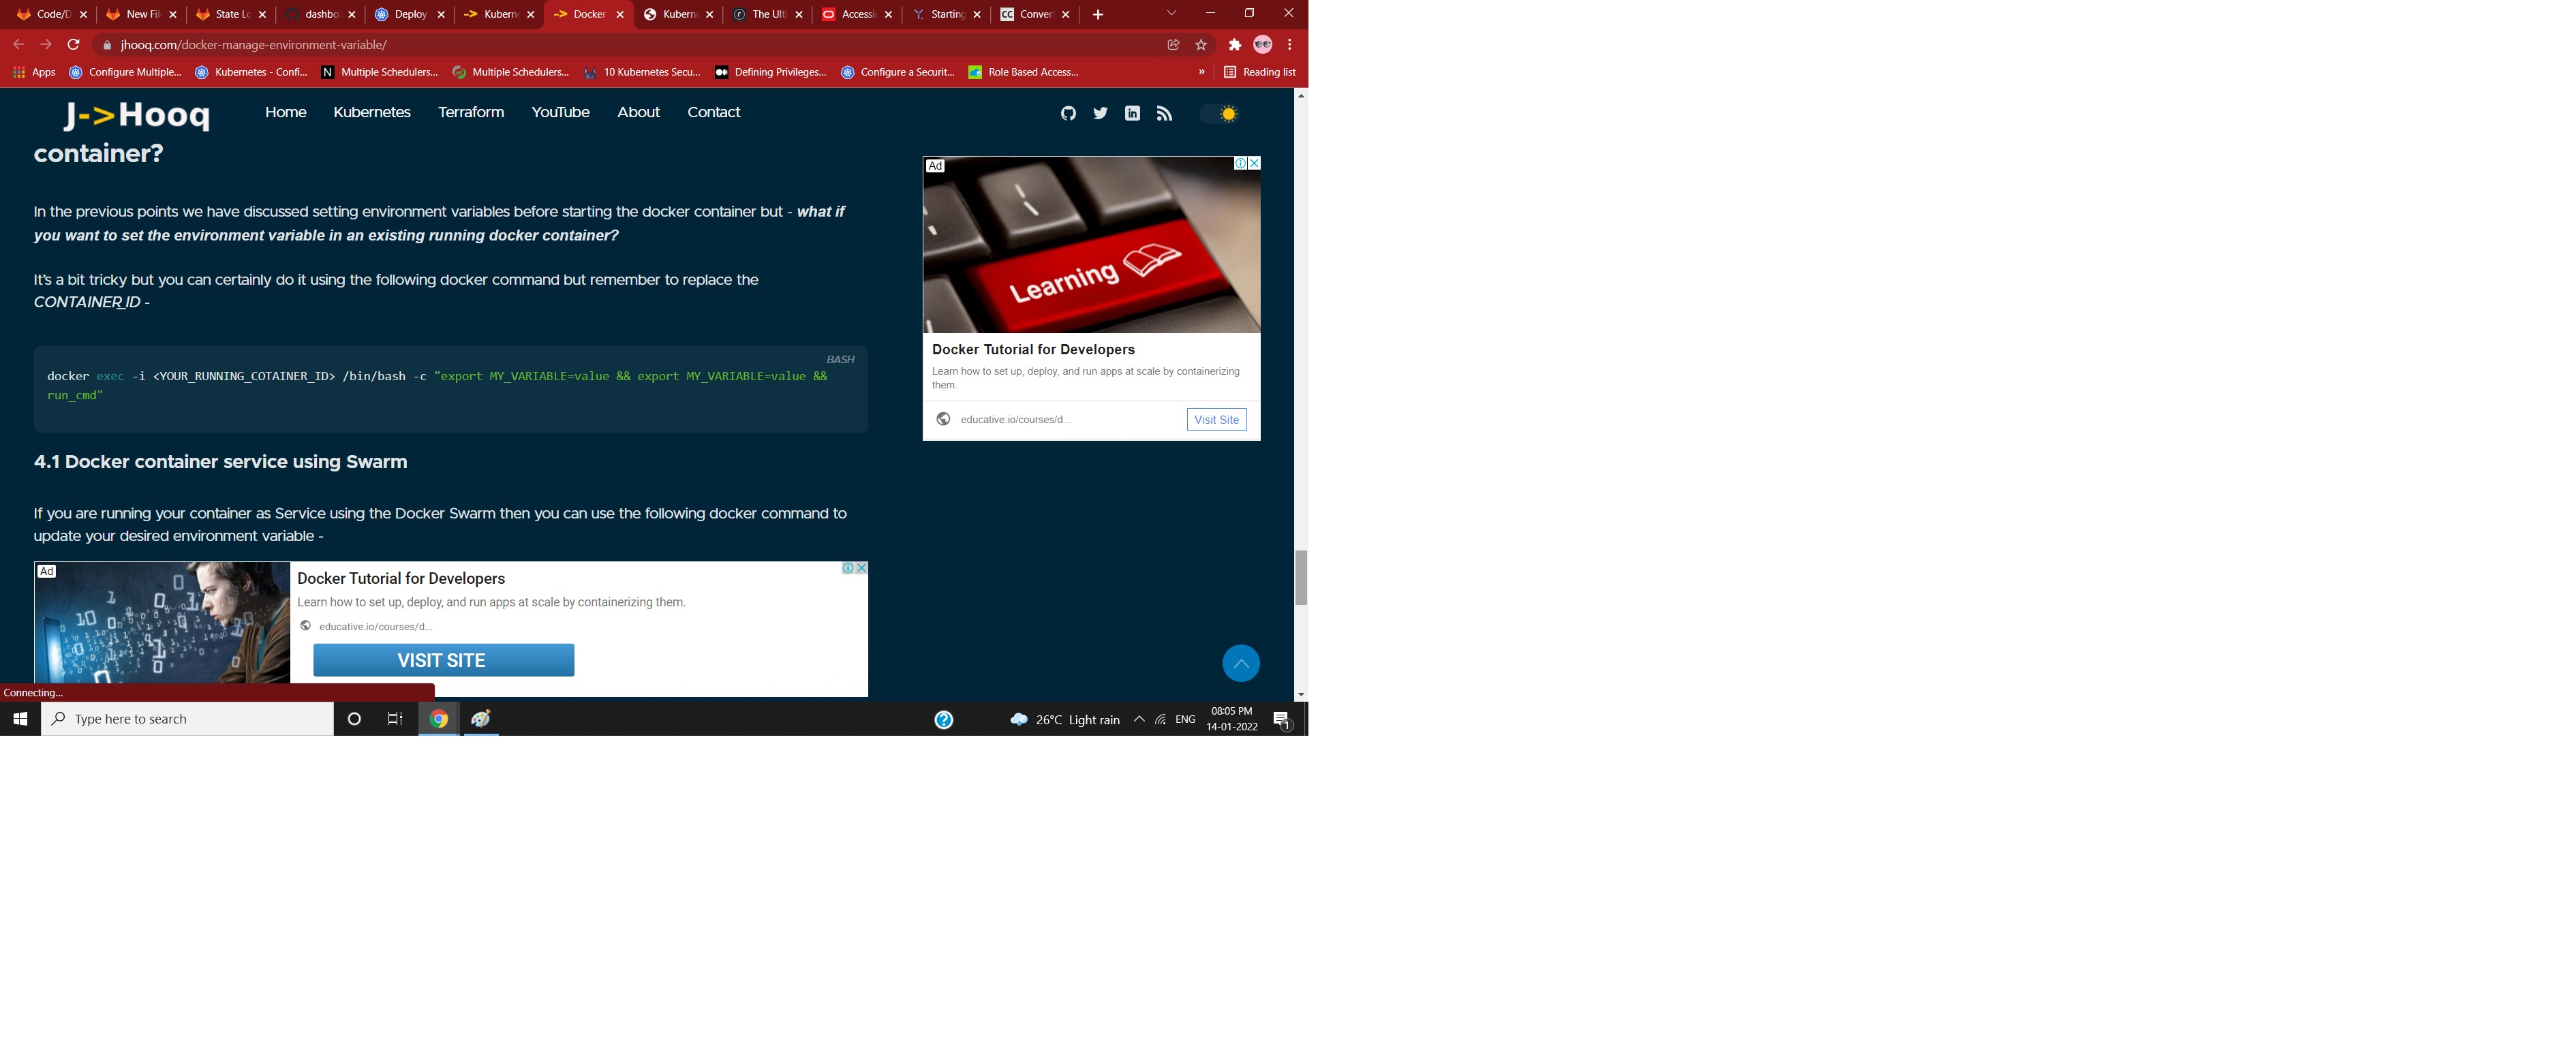 Code/D
New Fil
State Lo
dashbo
Deploy
Kuberne
Docker
Kuberne
The Ulti
Accessi
Starting
Convert
jhooq.com/docker-manage-environment-variable/
Apps
Configure Multiple...
Kubernetes - Confi...
Multiple Schedulers...
Multiple Schedulers...
10 Kubernetes Secu...
Defining Privileges...
Configure a Securit...
Role Based Access...
»
Reading list
J->Hooq
Home
Kubernetes
Terraform
YouTube
About
Contact
container?
In the previous points we have discussed setting environment variables before starting the docker container but - what if
you want to set the environment variable in an existing running docker container?
It's a bit tricky but you can certainly do it using the following docker command but remember to replace the
CONTAINER_ID -
BASH
docker exec -i <YOUR_RUNNING_COTAINER_ID> /bin/bash -c "export MY_VARIABLE=value && export MY_VARIABLE=value &&
run_cmd"
4.1 Docker container service using Swarm
If you are running your container as Service using the Docker Swarm then you can use the following docker command to
update your desired environment variable -
Ad
Docker Tutorial for Developers
Learn how to set up, deploy, and run apps at scale by containerizing them.
educative.io/courses/d...
VISIT SITE
Ad
Learning
Docker Tutorial for Developers
Learn how to set up, deploy, and run apps at scale by containerizing
them.
educative.io/courses/d...
Visit Site
Connecting...
Type here to search
26°C Light rain
ENG
08:05 PM
14-01-2022
1